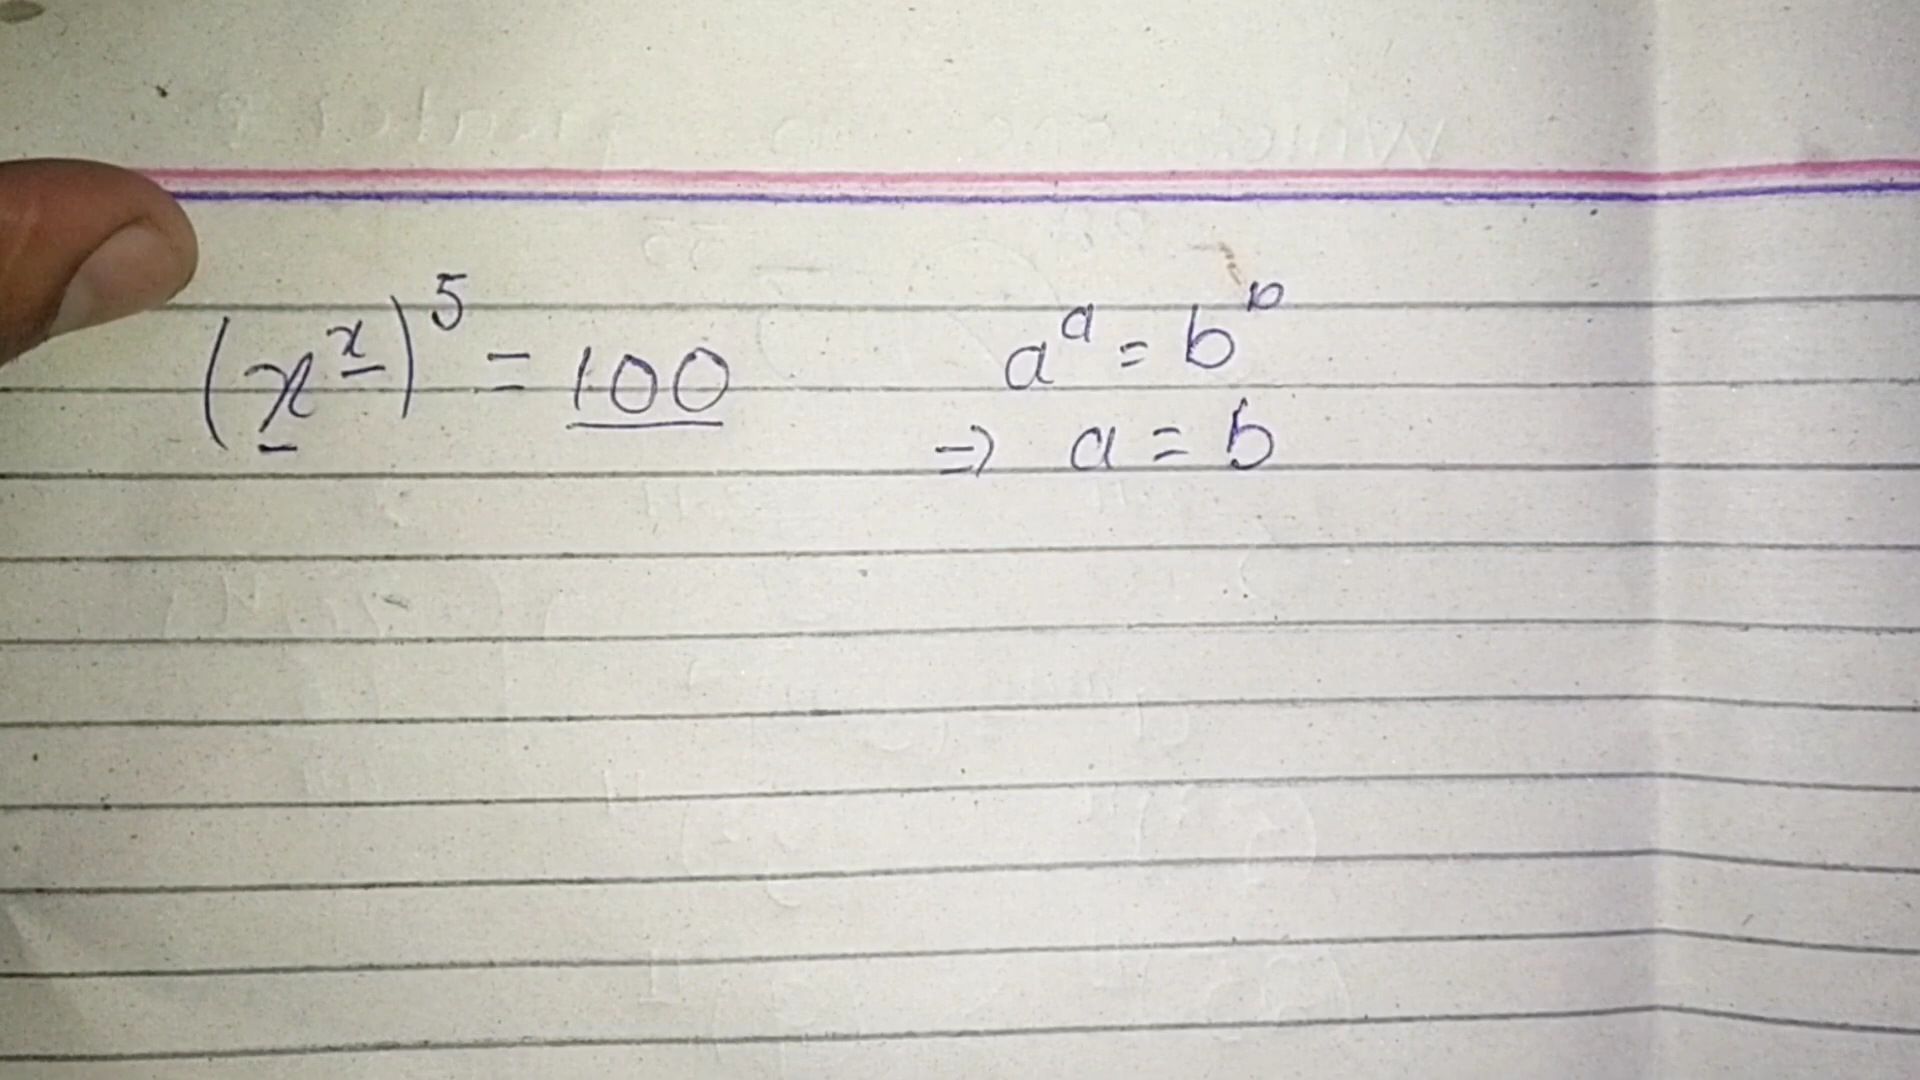 (x^x)^5 = 100
a^a = b^b
⇒ a = b